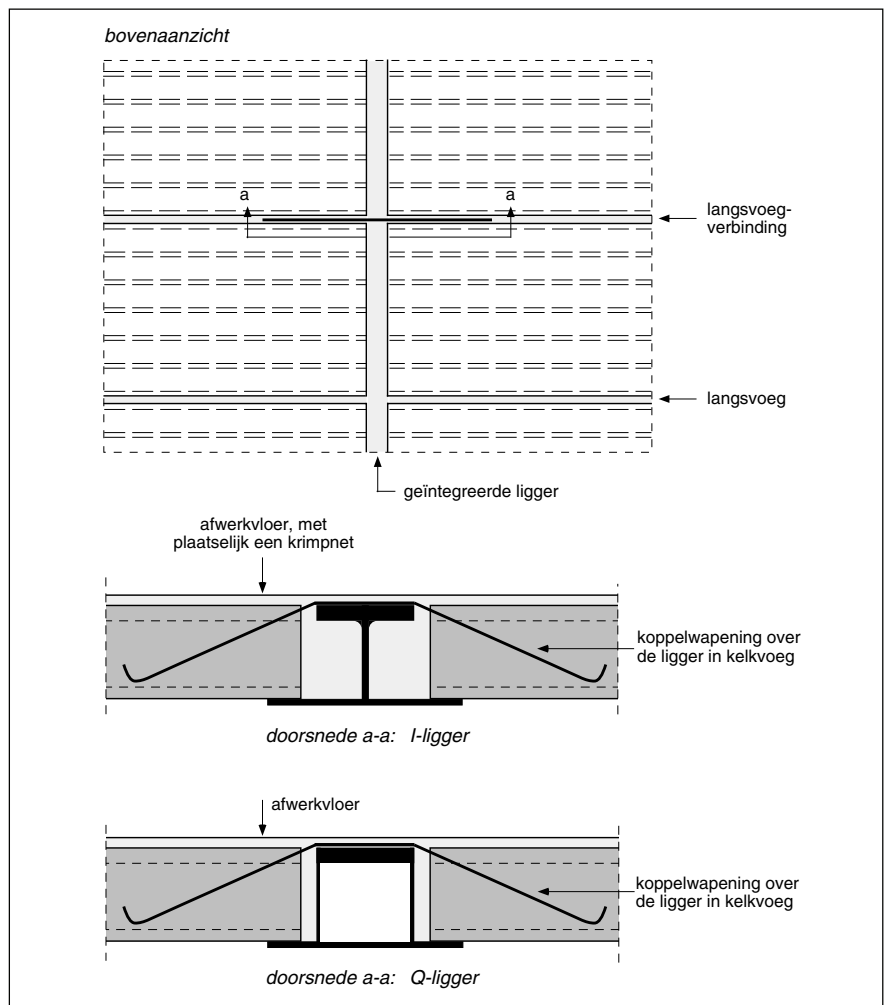 bovenaanzicht
a
a
langsvoeg-
verbinding
langsvoeg
geïntegreerde ligger
afwerkvloer, met
plaatselijk een krimpnet
koppelwapening over
de ligger in kelkvoeg
doorsnede a-a: I-ligger
afwerkvloer
koppelwapening over
de ligger in kelkvoeg
doorsnede a-a: Q-ligger